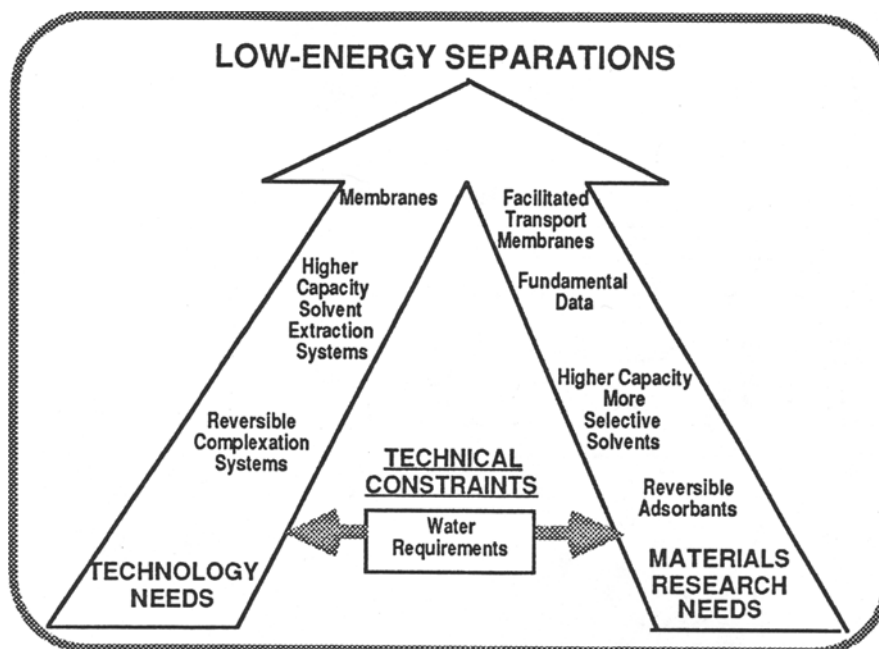 LOW-ENERGY SEPARATIONS
Membranes
Higher
Capacity
Solvent
Extraction
Systems
Reversible
Complexation
Systems
TECHNOLOGY
NEEDS
TECHNICAL
CONSTRAINTS
Water
Requirements
Facilitated
Transport
Membranes
Fundamental
Data
Higher Capacity
More
Selective
Solvents
Reversible
Adsorbants
MATERIALS
RESEARCH
NEEDS